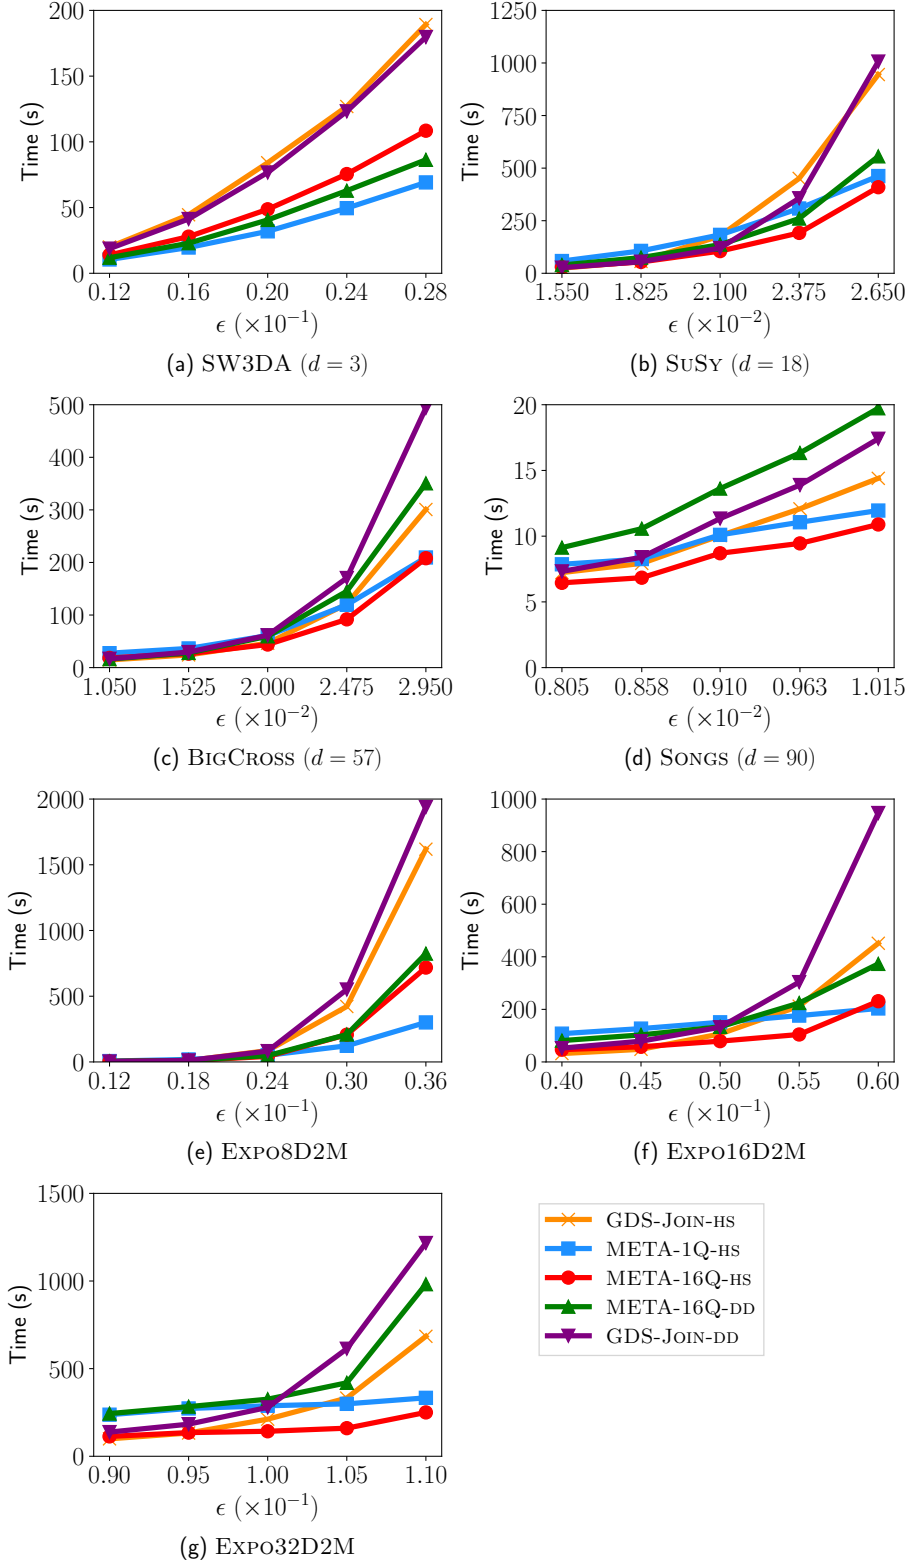 200
150
100
50
0
Time (s)
0.12 0.16 0.20 0.24 0.28
ϵ (×10⁻¹)
(a) SW3DA (d = 3)
1250
1000
750
500
250
0
Time (s)
1.550 1.825 2.100 2.375 2.650
ϵ (×10⁻²)
(b) SuSy (d = 18)
500
400
300
200
100
0
Time (s)
1.050 1.525 2.000 2.475 2.950
ϵ (×10⁻²)
(c) BigCross (d = 57)
20
15
10
5
0
Time (s)
0.805 0.858 0.910 0.963 1.015
ϵ (×10⁻²)
(d) Songs (d = 90)
2000
1500
1000
500
0
Time (s)
0.12 0.18 0.24 0.30 0.36
ϵ (×10⁻¹)
(e) Expo8D2M
1000
800
600
400
200
0
Time (s)
0.40 0.45 0.50 0.55 0.60
ϵ (×10⁻¹)
(f) Expo16D2M
1500
1000
500
0
Time (s)
0.90 0.95 1.00 1.05 1.10
ϵ (×10⁻¹)
(g) Expo32D2M
GDS-Join-hs
META-1Q-hs
META-16Q-hs
META-16Q-dd
GDS-Join-dd